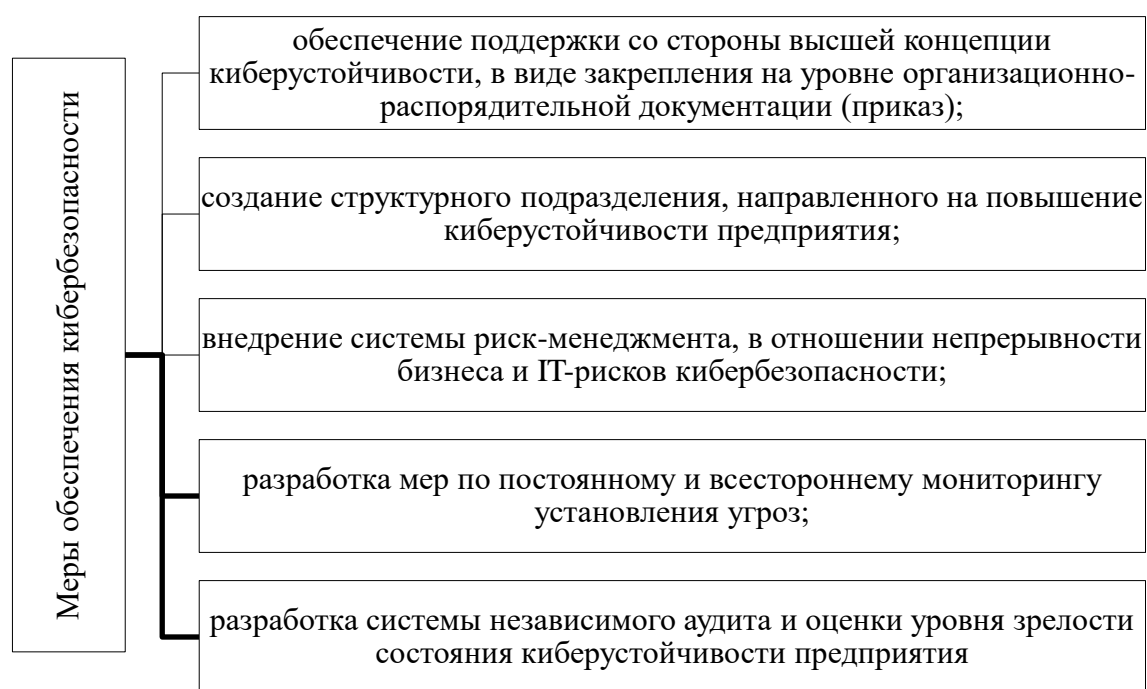 Меры обеспечения кибербезопасности
обеспечение поддержки со стороны высшей концепции
киберустойчивости, в виде закрепления на уровне организационно-
распорядительной документации (приказ);
создание структурного подразделения, направленного на повышение
киберустойчивости предприятия;
внедрение системы риск-менеджмента, в отношении непрерывности
бизнеса и IT-рисков кибербезопасности;
разработка мер по постоянному и всестороннему мониторингу
установления угроз;
разработка системы независимого аудита и оценки уровня зрелости
состояния киберустойчивости предприятия